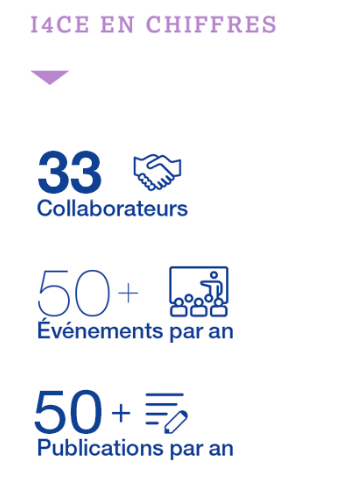 I4CE EN CHIFFRES
33
Collaborateurs
50+
Événements par an
50+
Publications par an